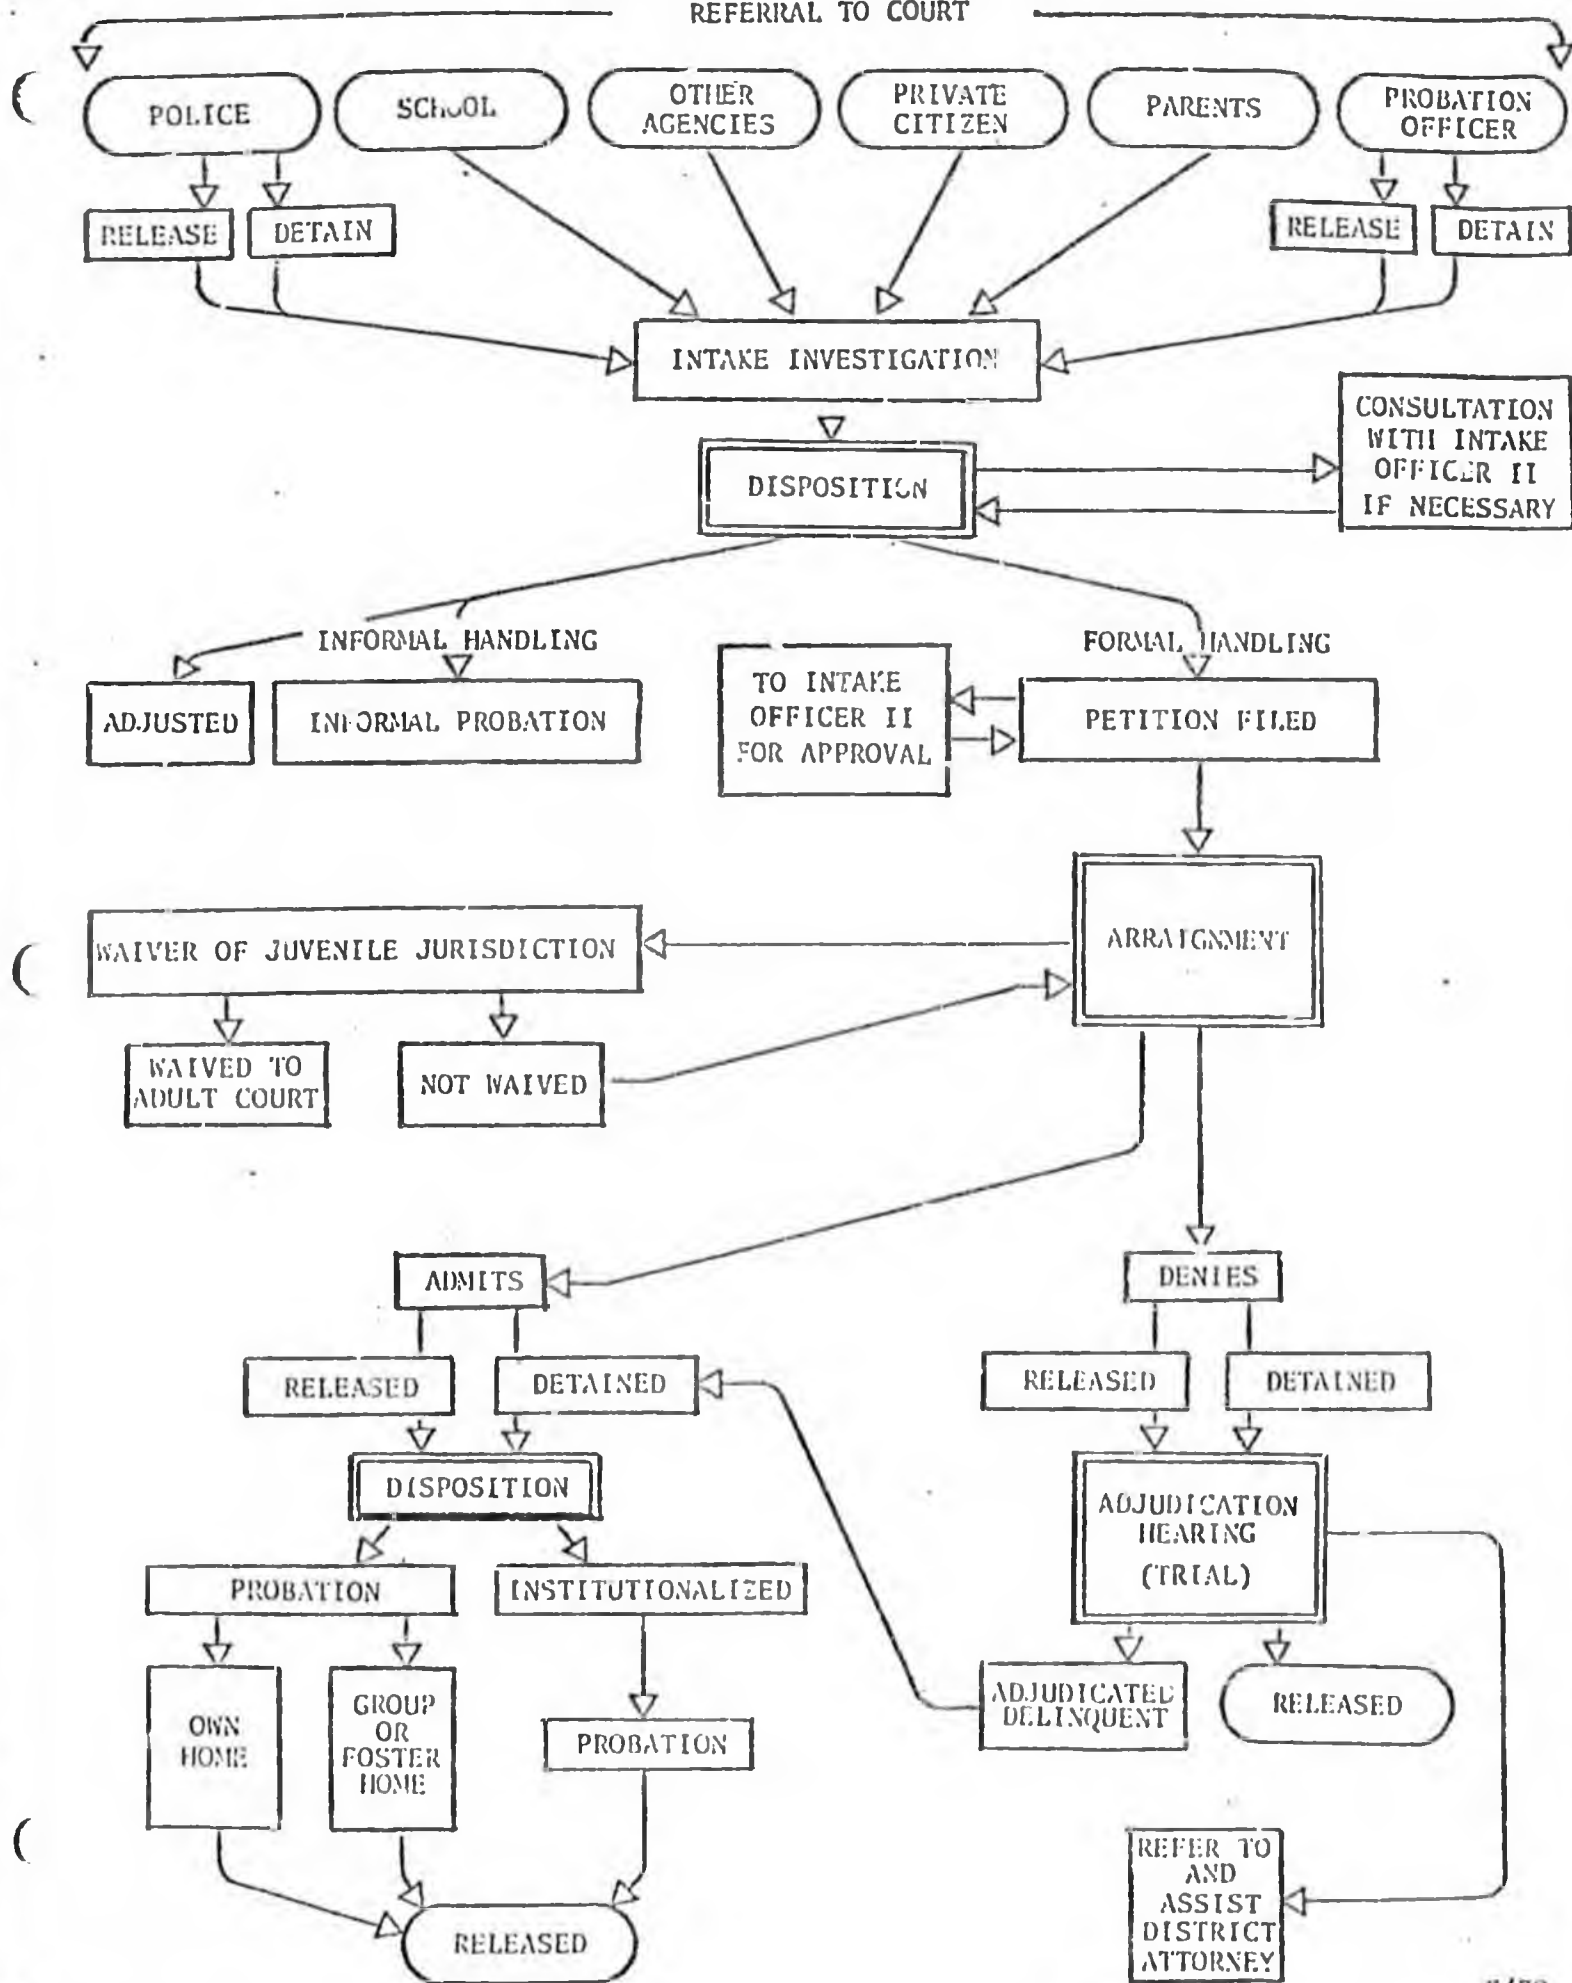 REFERRAL TO COURT
POLICE
SCHOOL
OTHER
AGENCIES
PRIVATE
CITIZEN
PARENTS
PROBATION
OFFICER
RELEASE
DETAIN
RELEASE
DETAIN
INTAKE INVESTIGATION
CONSULTATION
WITH INTAKE
OFFICER II
IF NECESSARY
DISPOSITION
INFORMAL HANDLING
FORMAL HANDLING
ADJUSTED
INFORMAL PROBATION
TO INTAKE
OFFICER II
FOR APPROVAL
PETITION FILED
ARRAIGNMENT
WAIVER OF JUVENILE JURISDICTION
WAIVED TO
ADULT COURT
NOT WAIVED
ADMITS
DENIES
RELEASED
DETAINED
RELEASED
DETAINED
DISPOSITION
ADJUDICATION
HEARING
(TRIAL)
PROBATION
INSTITUTIONALIZED
OWN
HOME
GROUP
OR
FOSTER
HOME
PROBATION
ADJUDICATED
DELINQUENT
RELEASED
RELEASED
REFER TO
AND
ASSIST
DISTRICT
ATTORNEY